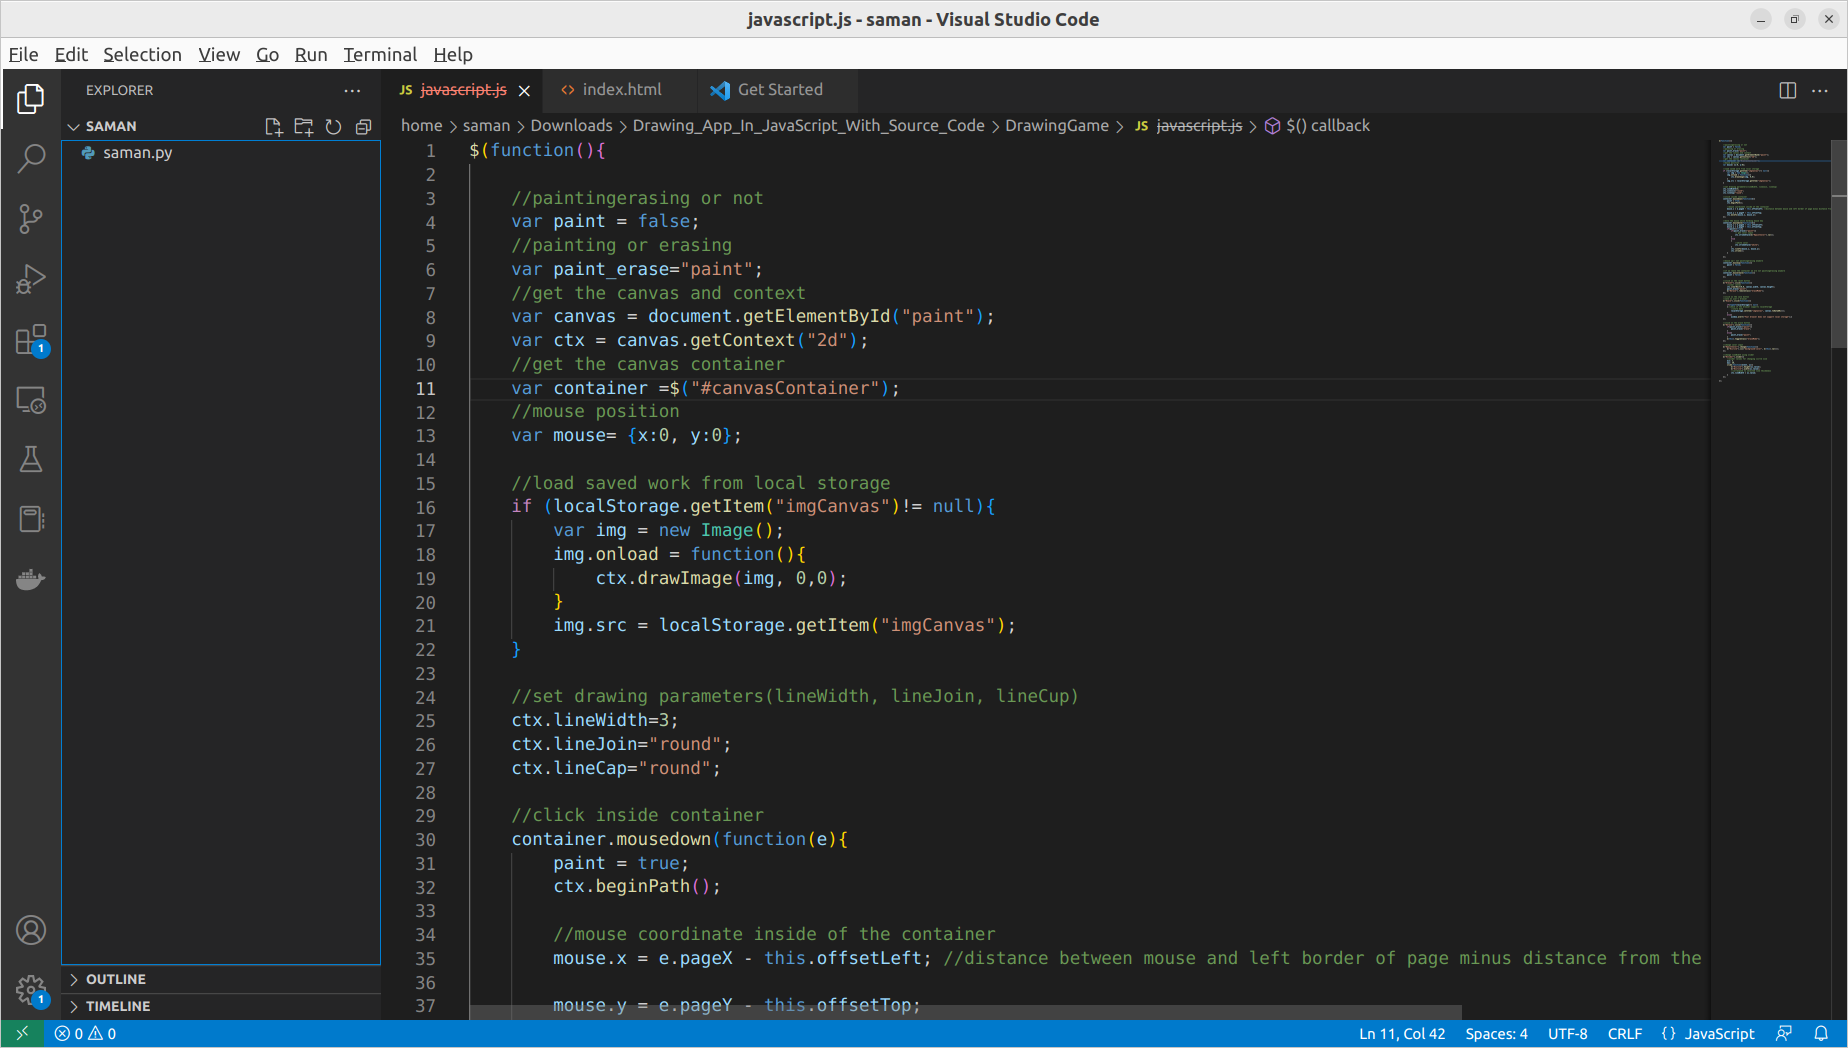 javascript.js - saman - Visual Studio Code
File Edit Selection View Go Run Terminal Help
EXPLORER
JS javascript.js
<> index.html
Get Started
SAMAN
home > saman > Downloads > Drawing_App_In_JavaScript_With_Source_Code > DrawingGame > JS javascript.js > $() callback
saman.py
1 $(function(){
2
3 //paintingerasing or not
4 var paint = false;
5 //painting or erasing
6 var paint_erase="paint";
7 //get the canvas and context
8 var canvas = document.getElementById("paint");
9 var ctx = canvas.getContext("2d");
10 //get the canvas container
11 var container =$("#canvasContainer");
12 //mouse position
13 var mouse= {x:0, y:0};
14
15 //load saved work from local storage
16 if (localStorage.getItem("imgCanvas")!= null){
17 var img = new Image();
18 img.onload = function(){
19 ctx.drawImage(img, 0,0);
20 }
21 img.src = localStorage.getItem("imgCanvas");
22 }
23
24 //set drawing parameters(lineWidth, lineJoin, lineCup)
25 ctx.lineWidth=3;
26 ctx.lineJoin="round";
27 ctx.lineCap="round";
28
29 //click inside container
30 container.mousedown(function(e){
31 paint = true;
32 ctx.beginPath();
33
34 //mouse coordinate inside of the container
35 mouse.x = e.pageX - this.offsetLeft; //distance between mouse and left border of page minus distance from the
36
37 mouse.y = e.pageY - this.offsetTop;
1
1
OUTLINE
TIMELINE
0 0
Ln 11, Col 42 Spaces: 4 UTF-8 CRLF {} JavaScript